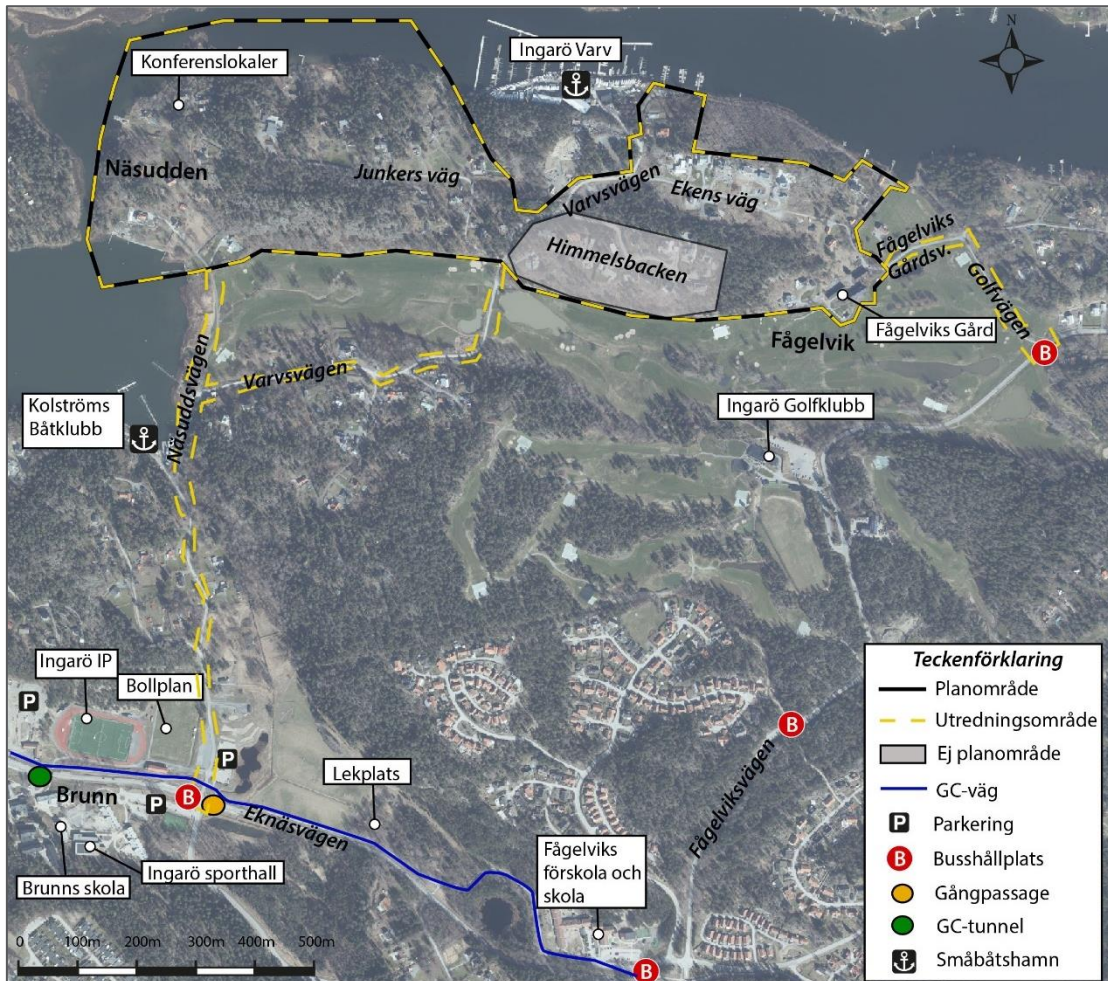 N
Ingarö Varv
Konferenslokaler
Näsudden
Junkers väg
Varvsvägen
Ekens väg
Himmelsbacken
Fågelviks
Gårdsv.
Golfvägen
B
Fågelviks Gård
Fågelvik
Varvsvägen
Näsuddsvägen
Kolströms
Båtklubb
Ingarö Golfklubb
Ingarö IP
Bollplan
P
P
Lekplats
B
Fågelviksvägen
Brunn
P
B
Eknäsvägen
Brunns skola
Ingarö sporthall
Fågelviks
förskola och
skola
B
0 100m 200m 300m 400m 500m
Teckenförklaring
Planområde
Utredningsområde
Ej planområde
GC-väg
P Parkering
B Busshållplats
Gångpassage
GC-tunnel
Småbåtshamn